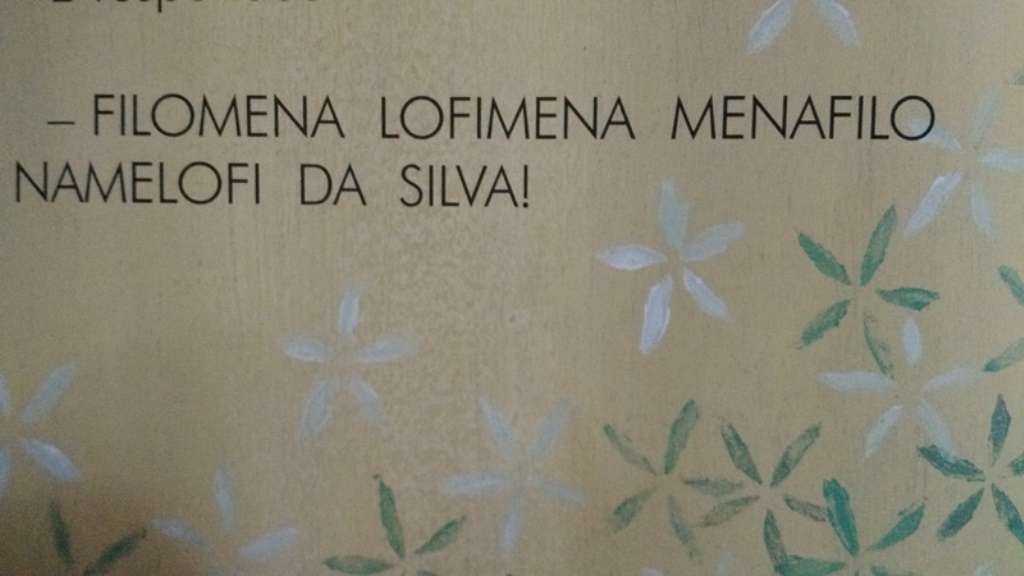 – FILOMENA LOFIMENA MENAFILO
NAMELOFI DA SILVA!